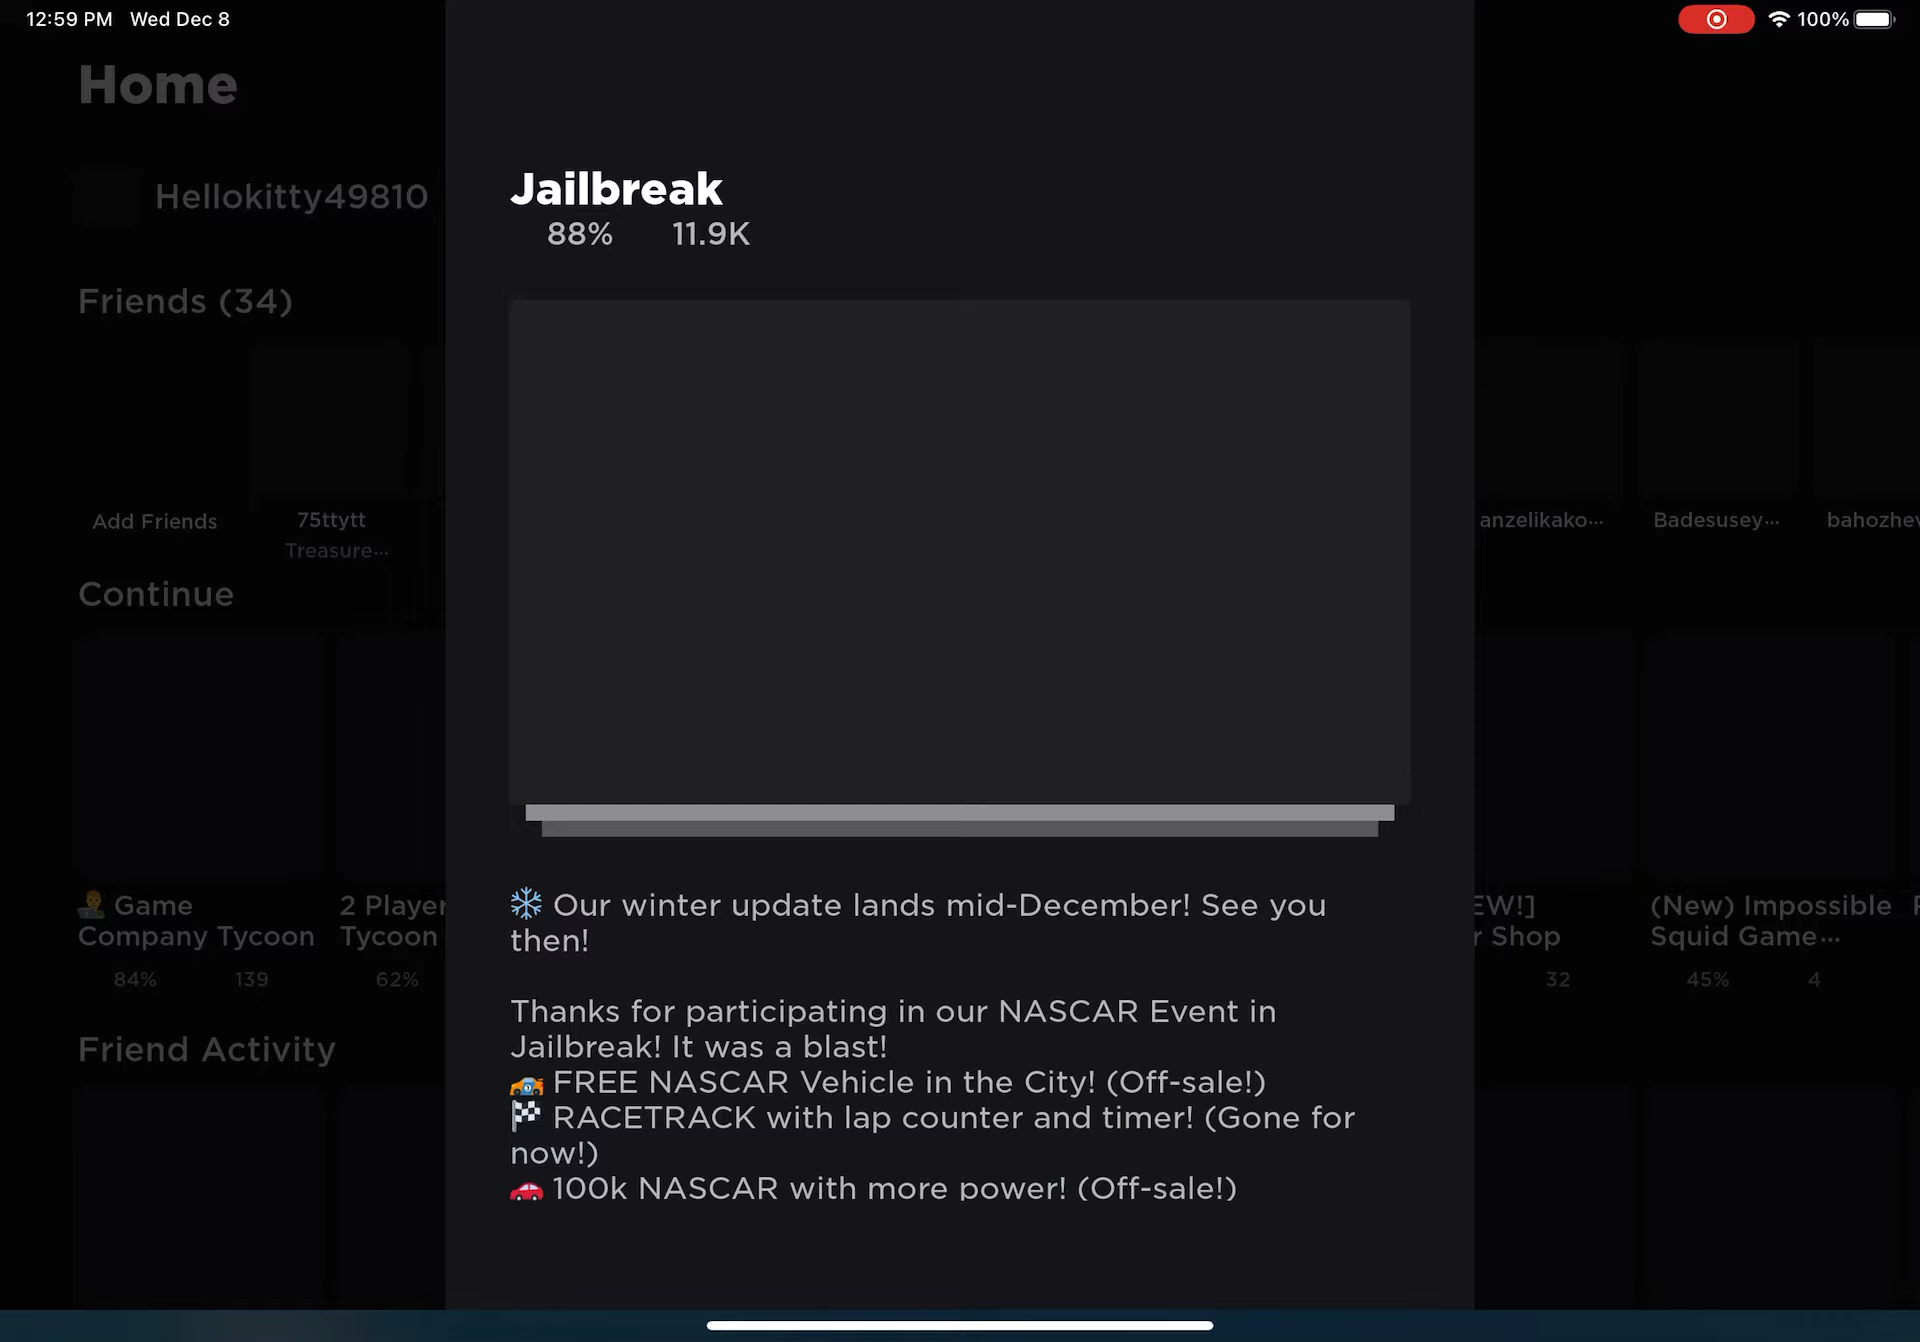 12:59 PM Wed Dec 8
100%
Home
Hellokitty49810
Friends (34)
Add Friends
75ttytt
Treasure...
anzelikako...
Badesusey...
bahozhev
Continue
Game
Company Tycoon
84% 139
2 Player
Tycoon
62%
EW!]
r Shop
32
(New) Impossible
Squid Game...
45% 4
Friend Activity
Jailbreak
88% 11.9K
❄️ Our winter update lands mid-December! See you
then!
Thanks for participating in our NASCAR Event in
Jailbreak! It was a blast!
FREE NASCAR Vehicle in the City! (Off-sale!)
🏁 RACETRACK with lap counter and timer! (Gone for
now!)
🚗 100k NASCAR with more power! (Off-sale!)